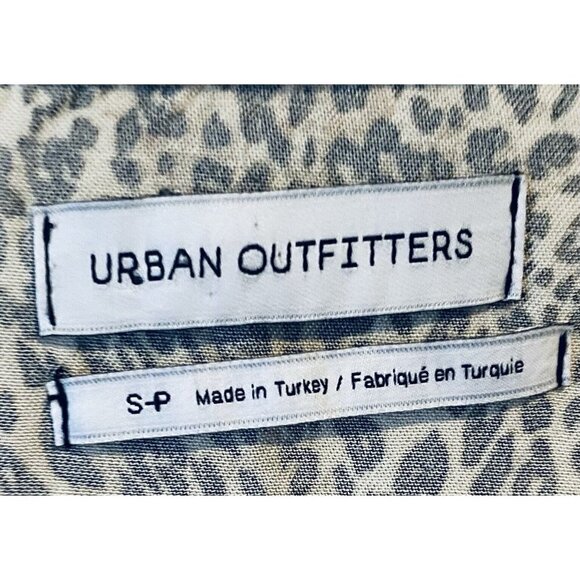 URBAN OUTFITTERS
S-P Made in Turkey / Fabriqué en Turquie